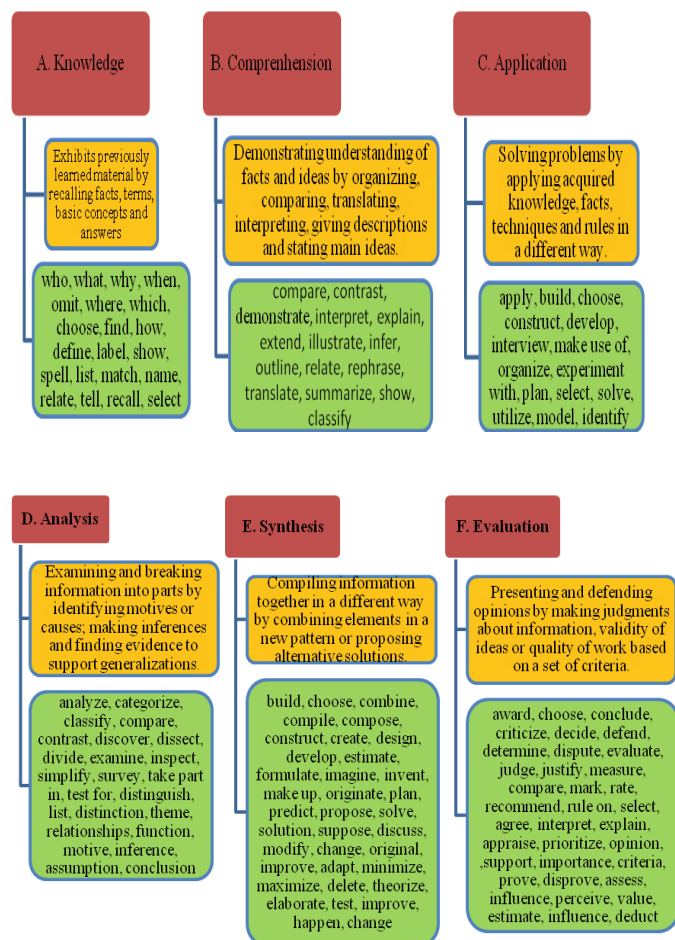 A. Knowledge
Exhibits previously
learned material by
recalling facts, terms,
basic concepts and
answers
who, what, why, when,
omit, where, which,
choose, find, how,
define, label, show,
spell, list, match, name,
relate, tell, recall, select
B. Comprenhension
Demonstrating understanding of
facts and ideas by organizing,
comparing, translating,
interpreting, giving descriptions
and stating main ideas.
compare, contrast,
demonstrate, interpret, explain,
extend, illustrate, infer,
outline, relate, rephrase,
translate, summarize, show,
classify
C. Application
Solving problems by
applying acquired
knowledge, facts,
techniques and rules in
a different way.
apply, build, choose,
construct, develop,
interview, make use of,
organize, experiment
with, plan, select, solve,
utilize, model, identify
D. Analysis
Examining and breaking
information into parts by
identifying motives or
causes; making inferences
and finding evidence to
support generalizations.
analyze, categorize,
classify, compare,
contrast, discover, dissect,
divide, examine, inspect,
simplify, survey, take part
in, test for, distinguish,
list, distinction, theme,
relationships, function,
motive, inference,
assumption, conclusion
E. Synthesis
Compiling information
together in a different way
by combining elements in
a new pattern or proposing
alternative solutions.
build, choose, combine,
compile, compose,
construct, create, design,
develop, estimate,
formulate, imagine, invent,
make up, originate, plan,
predict, propose, solve,
solution, suppose, discuss,
modify, change, original,
improve, adapt, minimize,
maximize, delete, theorize,
elaborate, test, improve,
happen, change
F. Evaluation
Presenting and defending
opinions by making judgments
about information, validity of
ideas or quality of work based
on a set of criteria.
award, choose, conclude,
criticize, decide, defend,
determine, dispute, evaluate,
judge, justify, measure,
compare, mark, rate,
recommend, rule on, select,
agree, interpret, explain,
appraise, prioritize, opinion,
,support, importance, criteria,
prove, disprove, assess,
influence, perceive, value,
estimate, influence, deduct